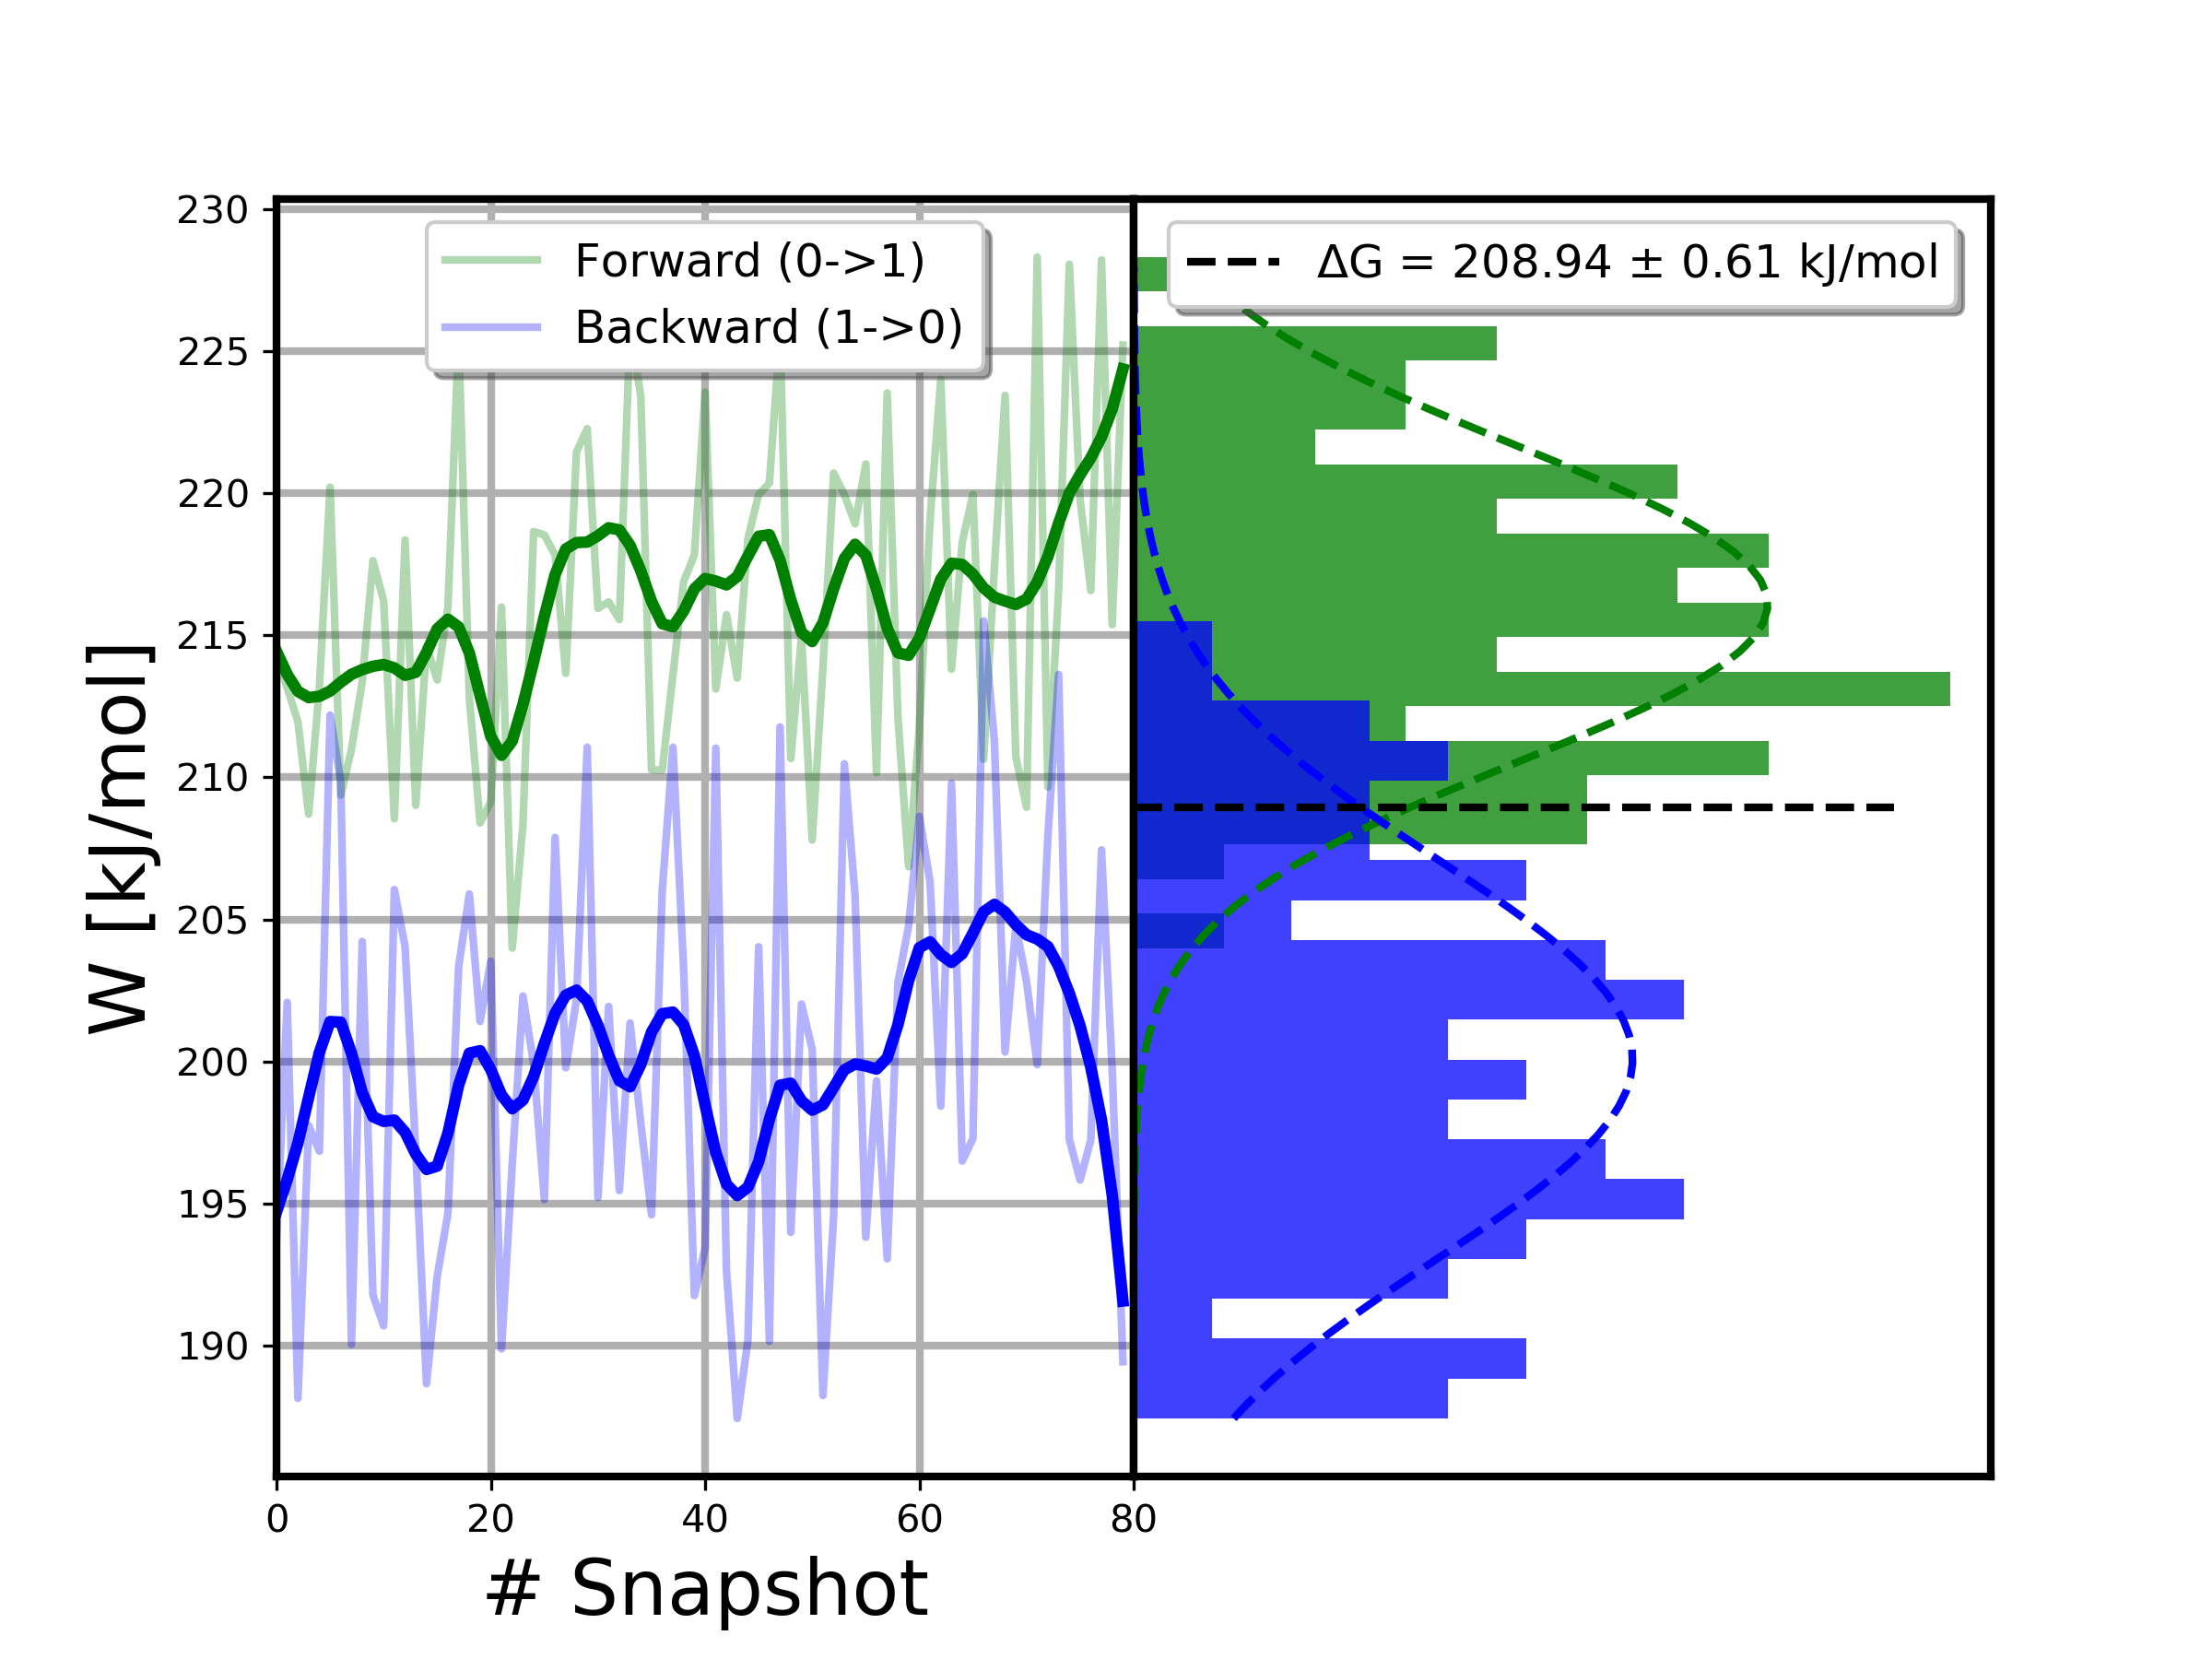 W [kJ/mol]
230
225
220
215
210
205
200
195
190
Forward (0->1)
Backward (1->0)
ΔG = 208.94 ± 0.61 kJ/mol
0 20 40 60 80
# Snapshot